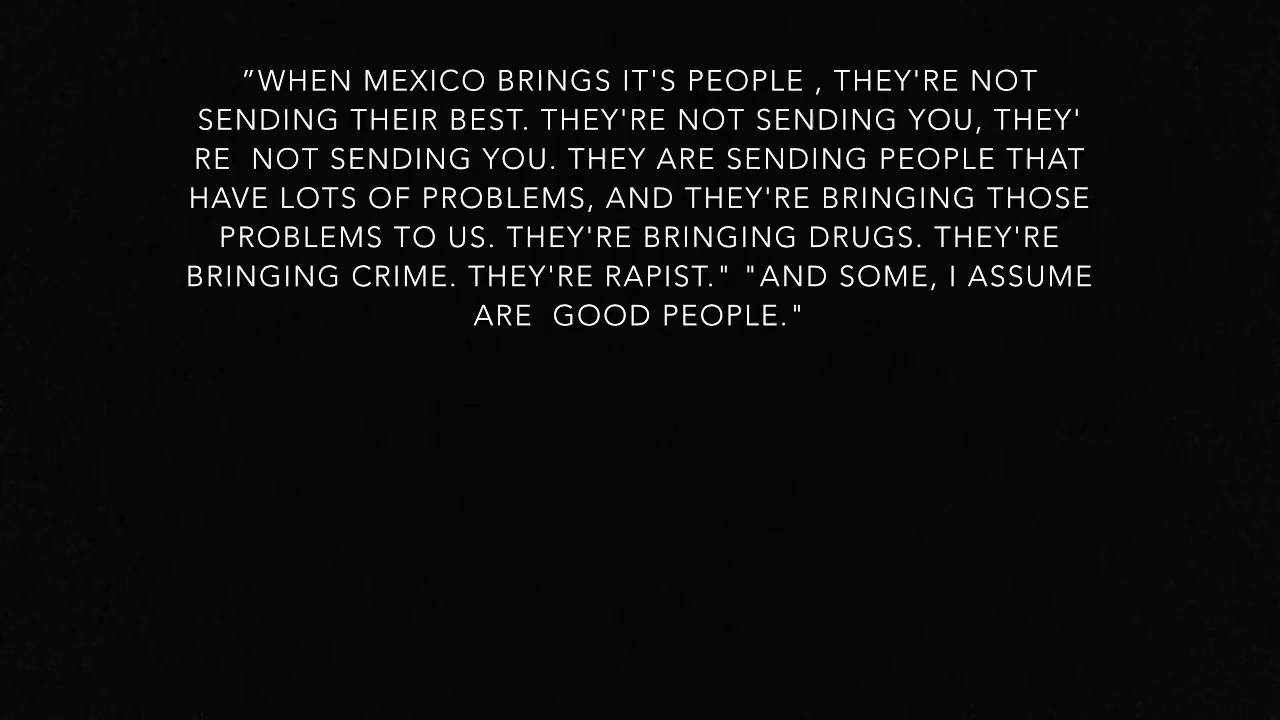 ”WHEN MEXICO BRINGS IT'S PEOPLE , THEY'RE NOT
SENDING THEIR BEST. THEY'RE NOT SENDING YOU, THEY'
RE  NOT SENDING YOU. THEY ARE SENDING PEOPLE THAT
HAVE LOTS OF PROBLEMS, AND THEY'RE BRINGING THOSE
PROBLEMS TO US. THEY'RE BRINGING DRUGS. THEY'RE
BRINGING CRIME. THEY'RE RAPIST." "AND SOME, I ASSUME
ARE  GOOD PEOPLE."